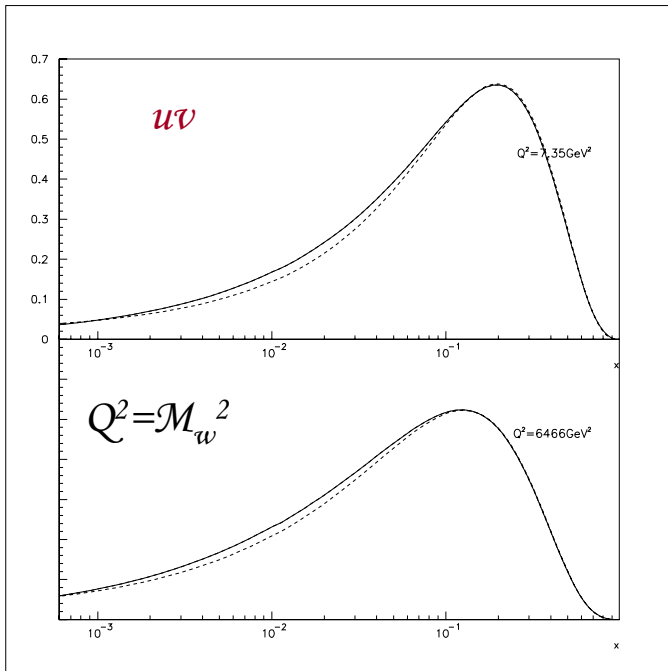 0.7
0.6
uv
0.5
Q²=7.35GeV²
0.4
0.3
0.2
0.1
0
10⁻³ 10⁻² 10⁻¹
x
Q²=M_w²
Q²=6466GeV²
10⁻³ 10⁻² 10⁻¹
x